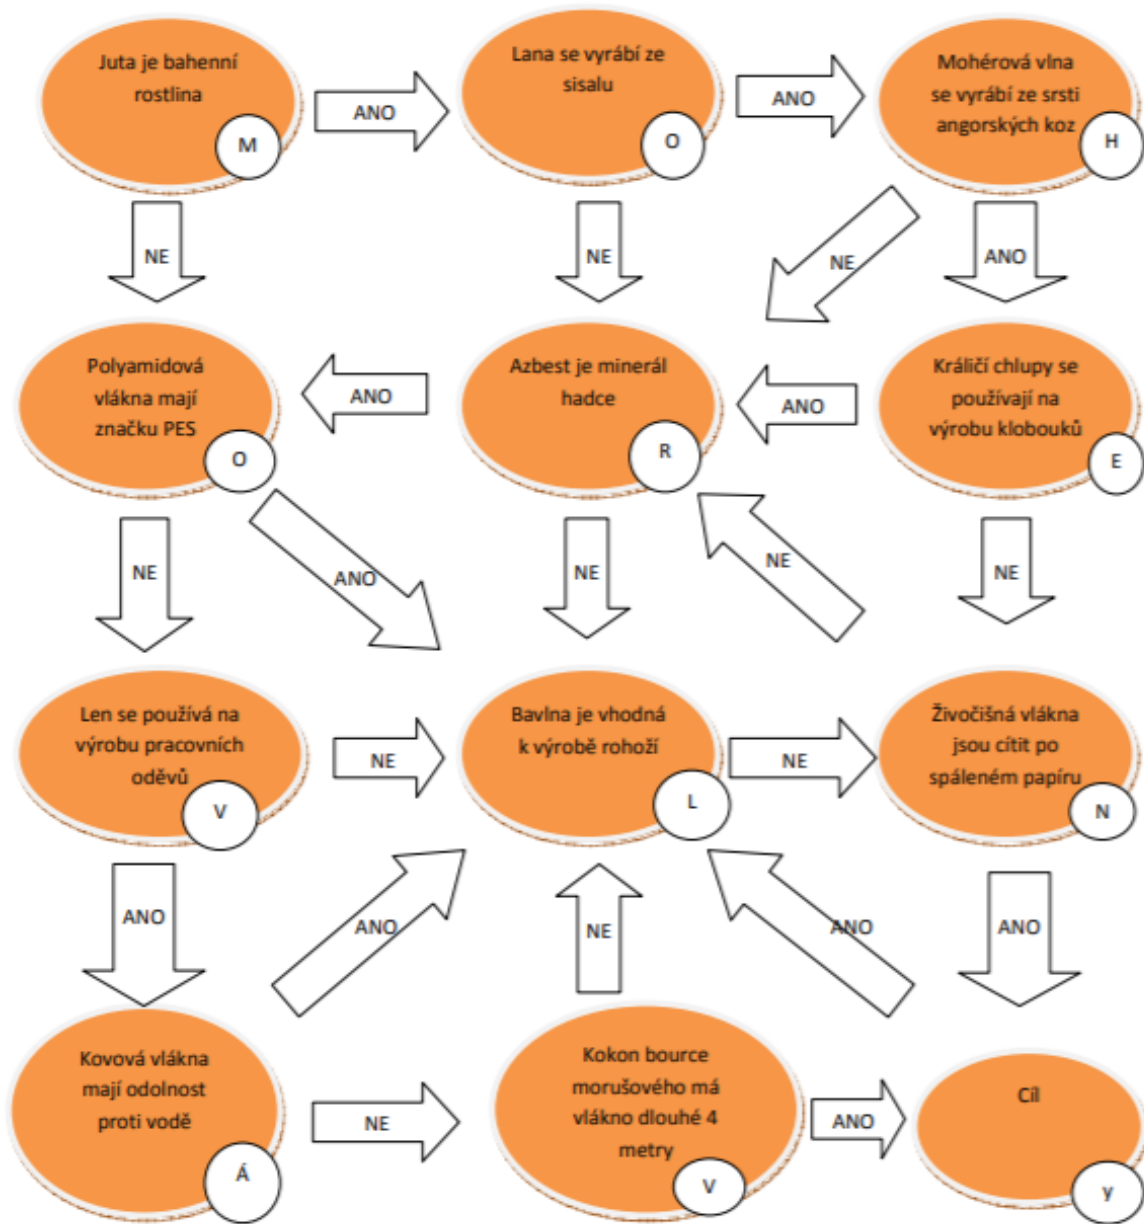 Juta je bahenní
rostlina
M
ANO
Lana se vyrábí ze
sisalu
O
ANO
Mohérová vlna
se vyrábí ze srsti
angorských koz
H
NE
NE
NE
ANO
Polyamidová
vlákna mají
značku PES
O
ANO
Azbest je minerál
hadce
R
ANO
Králičí chlupy se
používají na
výrobu klobouků
E
NE
ANO
NE
NE
NE
Len se používá na
výrobu pracovních
oděvů
V
NE
Bavlna je vhodná
k výrobě rohoží
L
NE
Živočišná vlákna
jsou cítit po
spáleném papíru
N
ANO
ANO
NE
ANO
ANO
Kovová vlákna
mají odolnost
proti vodě
Á
NE
Kokon bource
morušového má
vlákno dlouhé 4
metry
V
ANO
Cíl
y